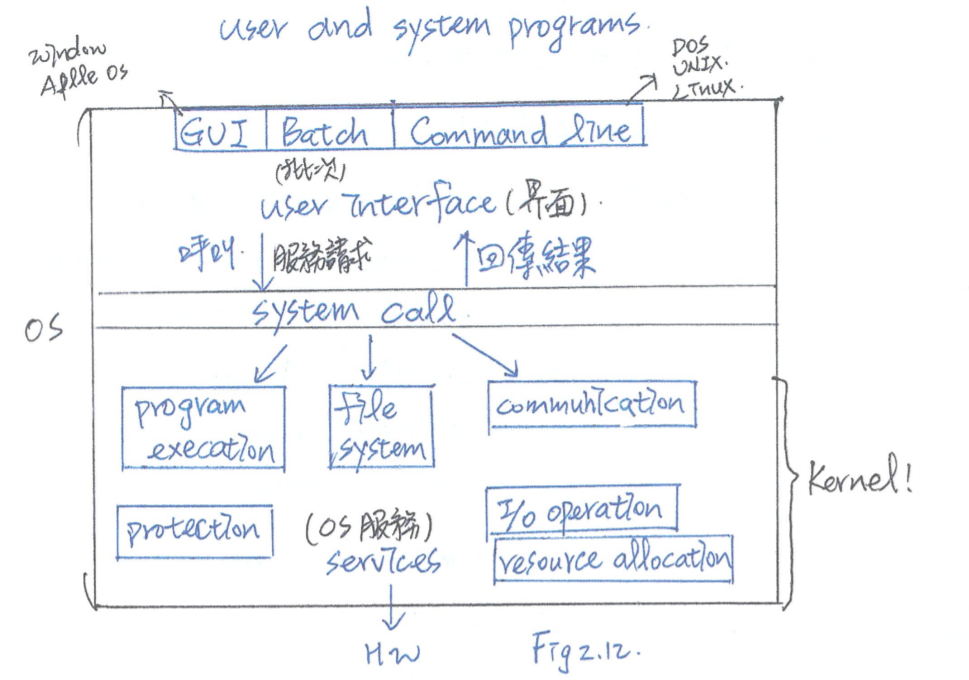 user and system programs.
Window
Aplle OS
DOS
UNIX.
LInux.
GUI Batch Command line
(批次)
user interface (界面).
呼叫. 服務請求 回傳結果
system call.
OS
program
execation
file
system
communication
Kernel!
protection
(OS 服務)
services
I/o operation
resource allocation
HW
Fig 2.12.